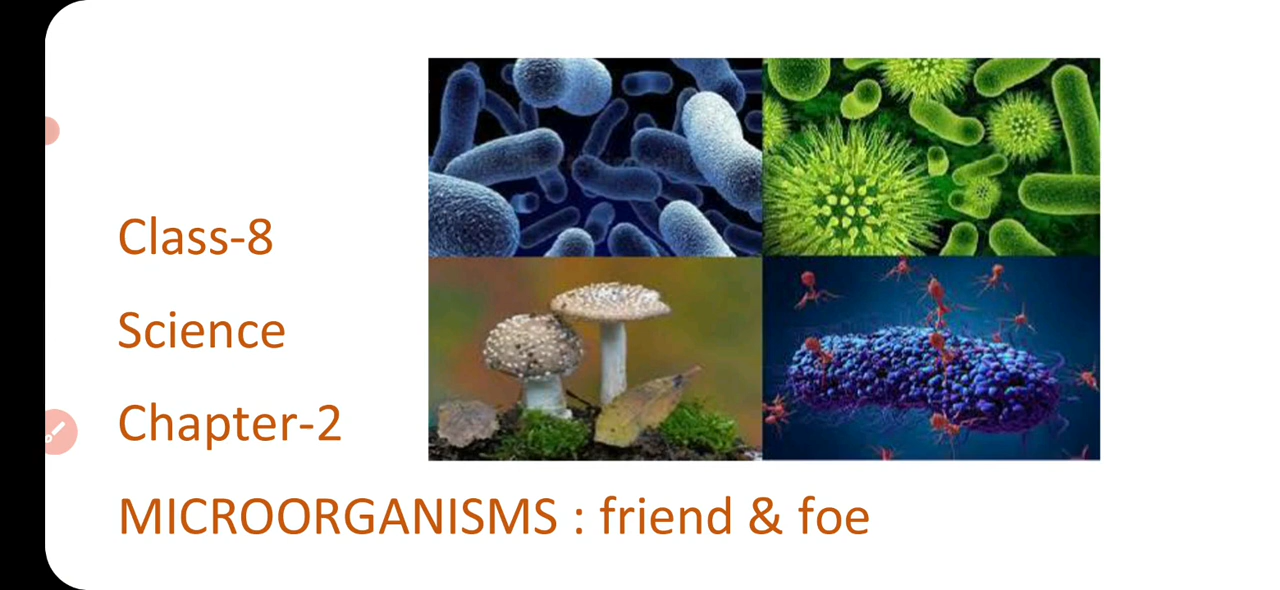 Class-8
Science
Chapter-2
MICROORGANISMS : friend & foe